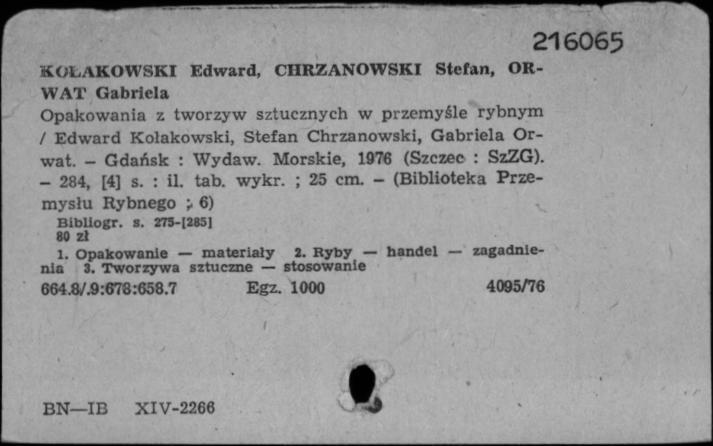 216065
KOŁAKOWSKI Edward, CHRZANOWSKI Stefan, OR-
WAT Gabriela
Opakowania z tworzyw sztucznych w przemyśle rybnym
/ Edward Kołakowski, Stefan Chrzanowski, Gabriela Or-
wat. — Gdańsk : Wydaw. Morskie, 1976 (Szczec : SzZG).
— 284, [4] s. : il. tab. wykr. ; 25 cm. — (Biblioteka Prze-
mysłu Rybnego ; 6)
Bibliogr. s. 275-[285]
80 zł
1. Opakowanie — materiały 2. Ryby — handel — zagadnie-
nia 3. Tworzywa sztuczne — stosowanie
664.8/.9:678:658.7 Egz. 1000 4095/76
BN—IB XIV-2266